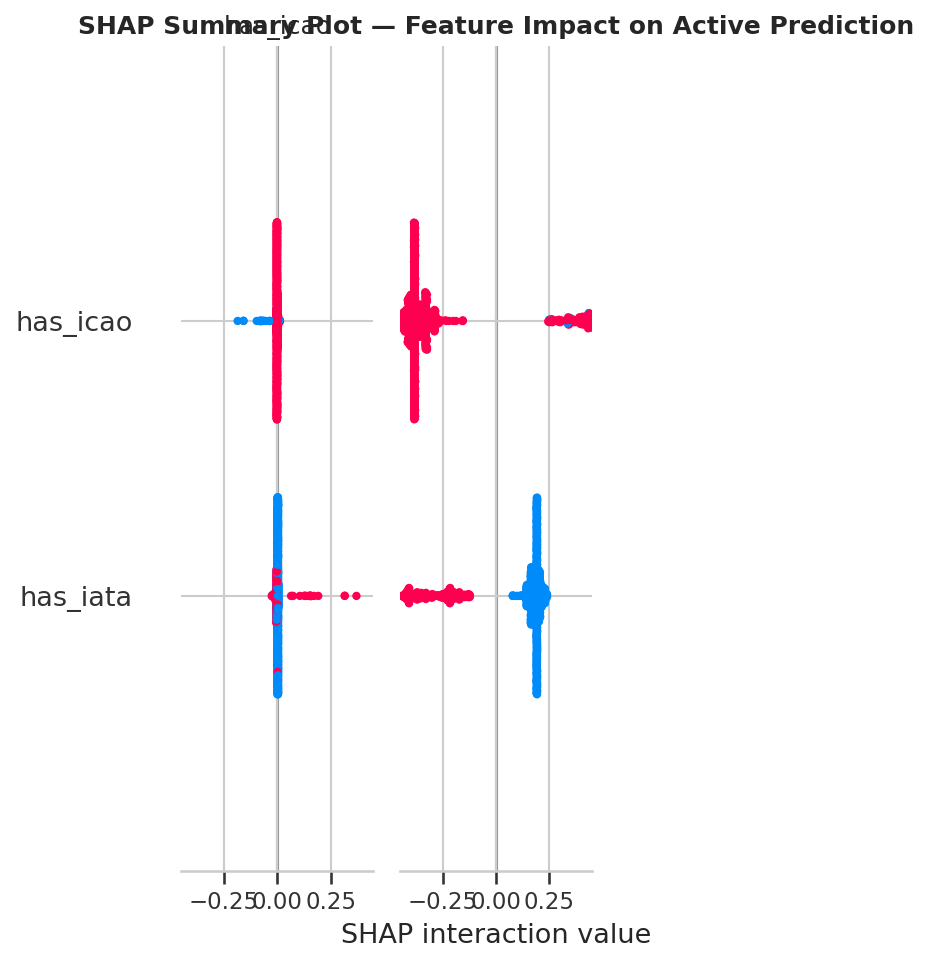 SHAP Summary Plot — Feature Impact on Active Prediction
has_icao
has_icao
has_iata
−0.25 0.00 0.25 −0.25 0.00 0.25
SHAP interaction value